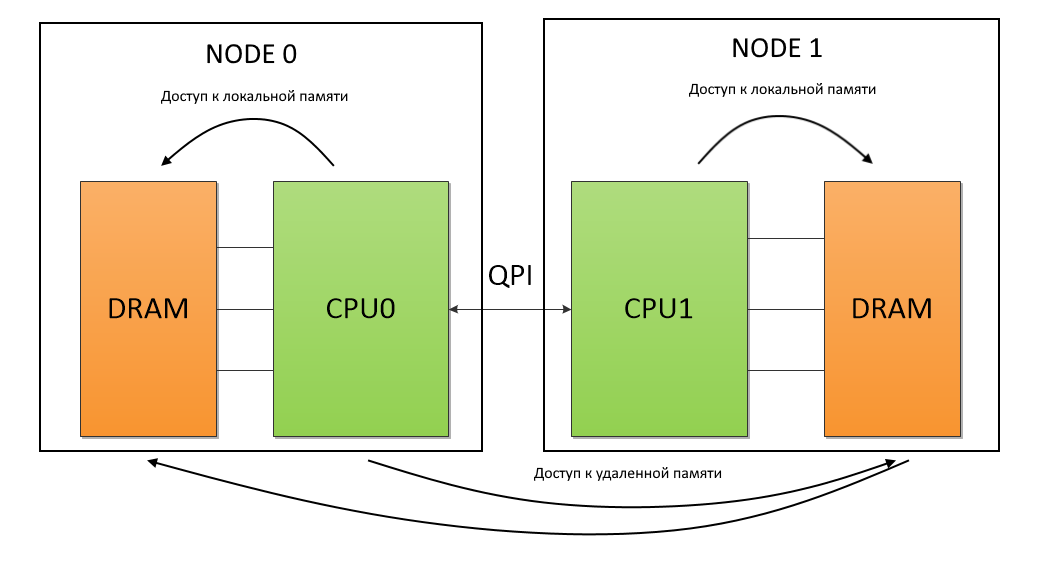 NODE 0
Доступ к локальной памяти
DRAM
CPU0
QPI
NODE 1
Доступ к локальной памяти
CPU1
DRAM
Доступ к удаленной памяти